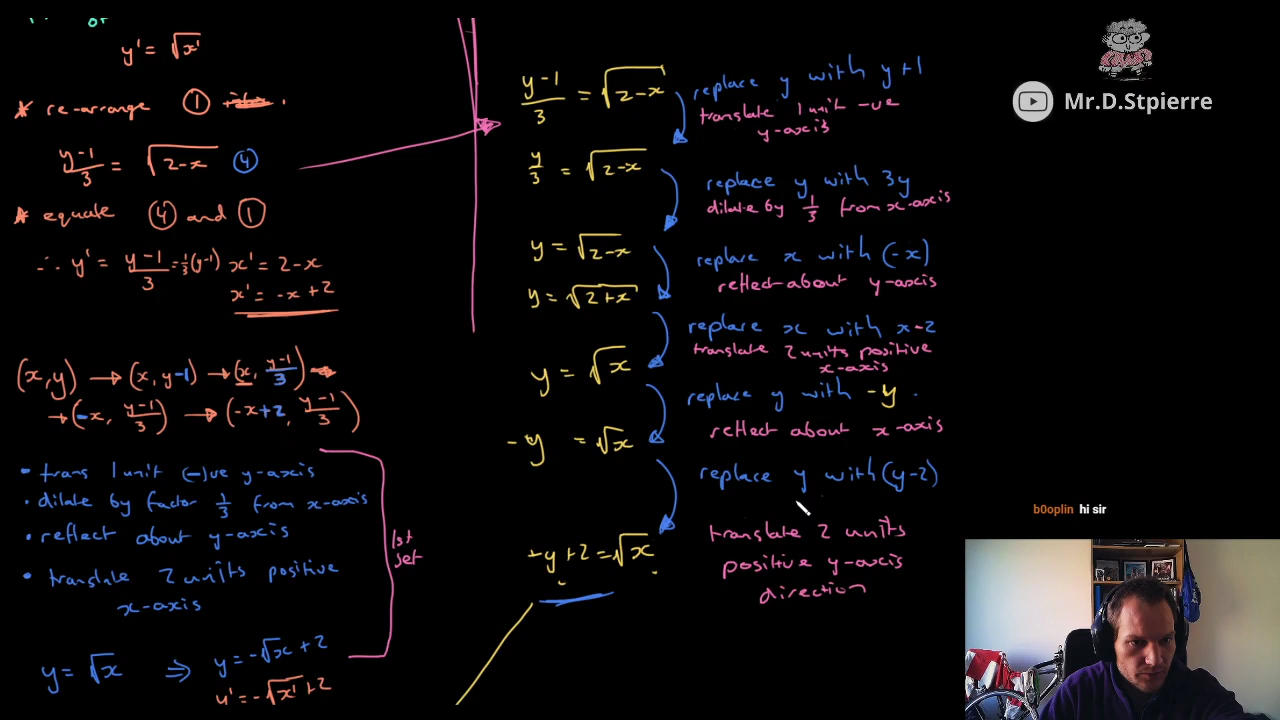 y' = √x'
* re-arrange ①
(y-1)/3 = √(2-x) ④
* equate ④ and ①
∴ y' = (y-1)/3 = 1/3(y-1) x' = 2-x
x' = -x+2
(x,y) → (x, y-1) → (x, (y-1)/3)
→ (-x, (y-1)/3) → (-x+2, (y-1)/3)
• trans 1 unit (-)ve y-axis
• dilate by factor 1/3 from x-axis
• reflect about y-axis
• translate 2 units positive
x-axis
1st
set
y = √x ⇒ y = -√x + 2
y' = -√x' + 2
(y-1)/3 = √(2-x)
replace y with y+1
translate 1 unit -ve
y-axis
y/3 = √(2-x)
replace y with 3y
dilate by 1/3 from x-axis
y = √(2-x)
replace x with (-x)
reflect about y-axis
y = √(2+x)
replace x with x-2
translate 2 units positive
x-axis
y = √x
replace y with -y.
reflect about x-axis
-y = √x
replace y with (y-2)
translate 2 units
positive y-axis
direction
-y+2 = √x
Mr.D.Stpierre
b0oplin hi sir